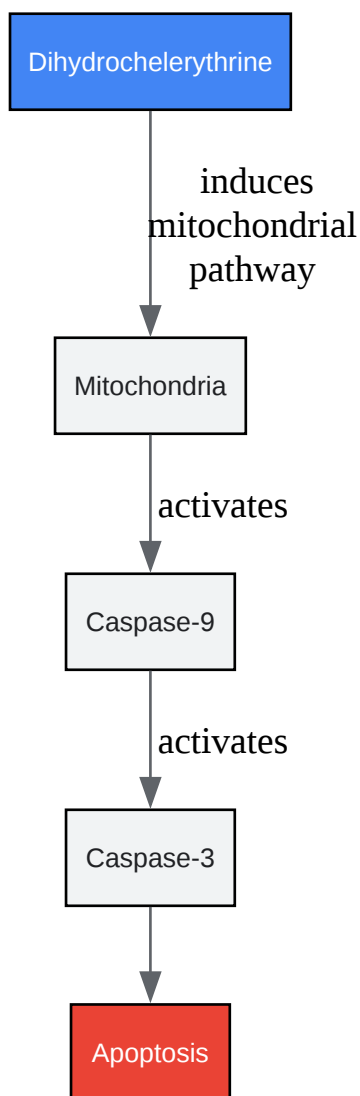 Dihydrochelerythrine
induces
mitochondrial
pathway
Mitochondria
activates
Caspase-9
activates
Caspase-3
Apoptosis